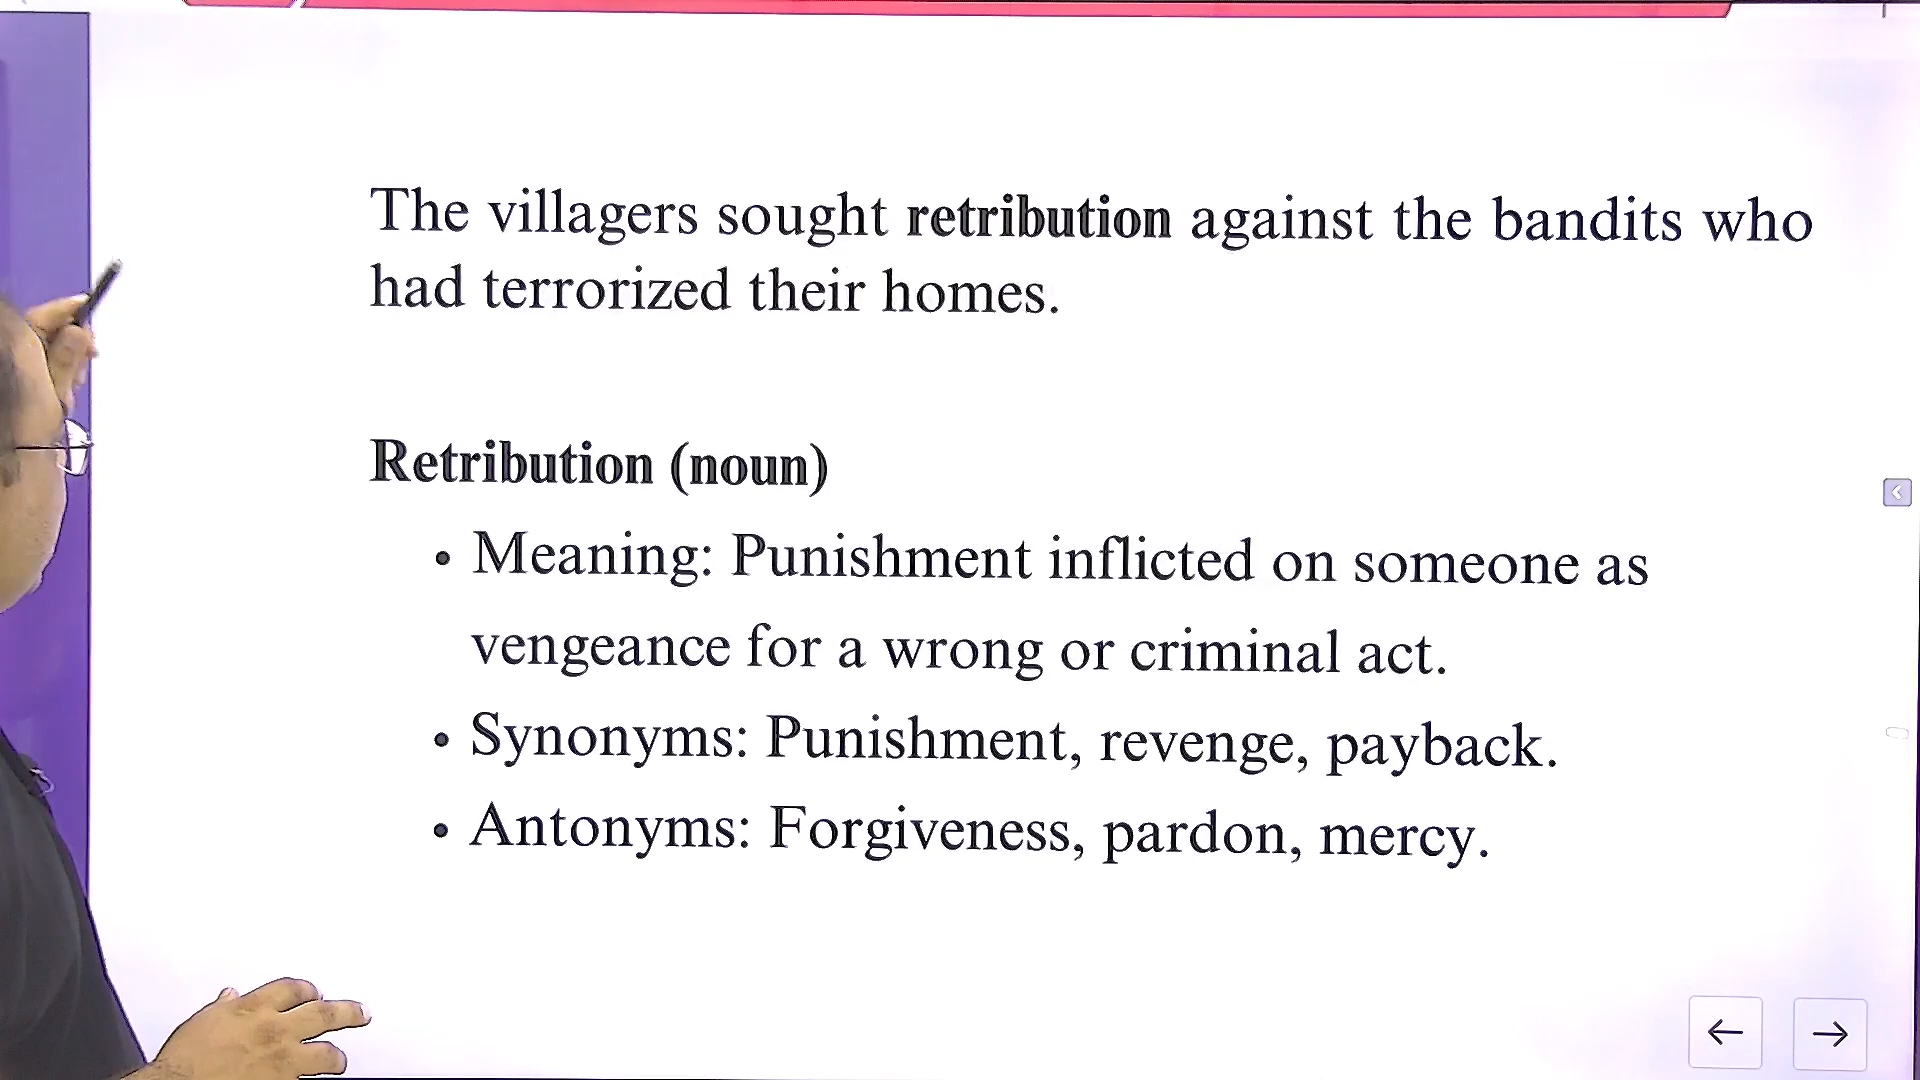 The villagers sought retribution against the bandits who
had terrorized their homes.
Retribution (noun)
• Meaning: Punishment inflicted on someone as
vengeance for a wrong or criminal act.
• Synonyms: Punishment, revenge, payback.
• Antonyms: Forgiveness, pardon, mercy.